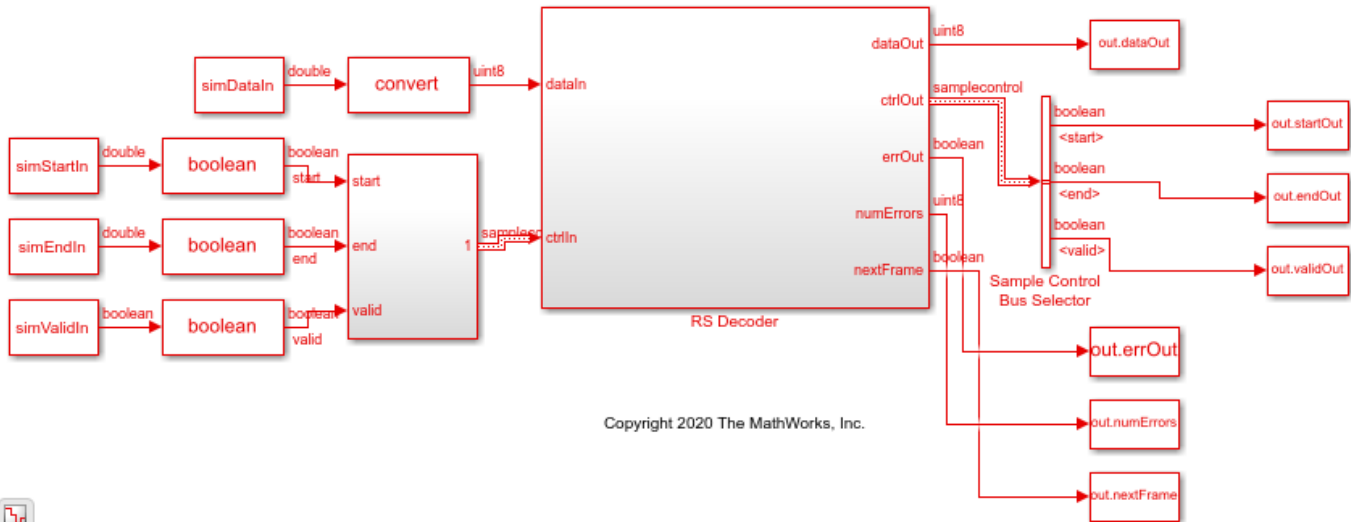 simDataIn
double
convert
uint8
dataIn
simStartIn
double
boolean
boolean
start
start
simEndIn
double
boolean
boolean
end
end
simValidIn
boolean
boolean
boolean
valid
valid
1
ctrlIn
dataOut
ctrlOut
errOut
numErrors
nextFrame
RS Decoder
uint8
samplecontrol
boolean
uint8
boolean
out.dataOut
boolean
<start>
boolean
<end>
boolean
<valid>
Sample Control
Bus Selector
out.startOut
out.endOut
out.validOut
out.errOut
out.numErrors
out.nextFrame
Copyright 2020 The MathWorks, Inc.